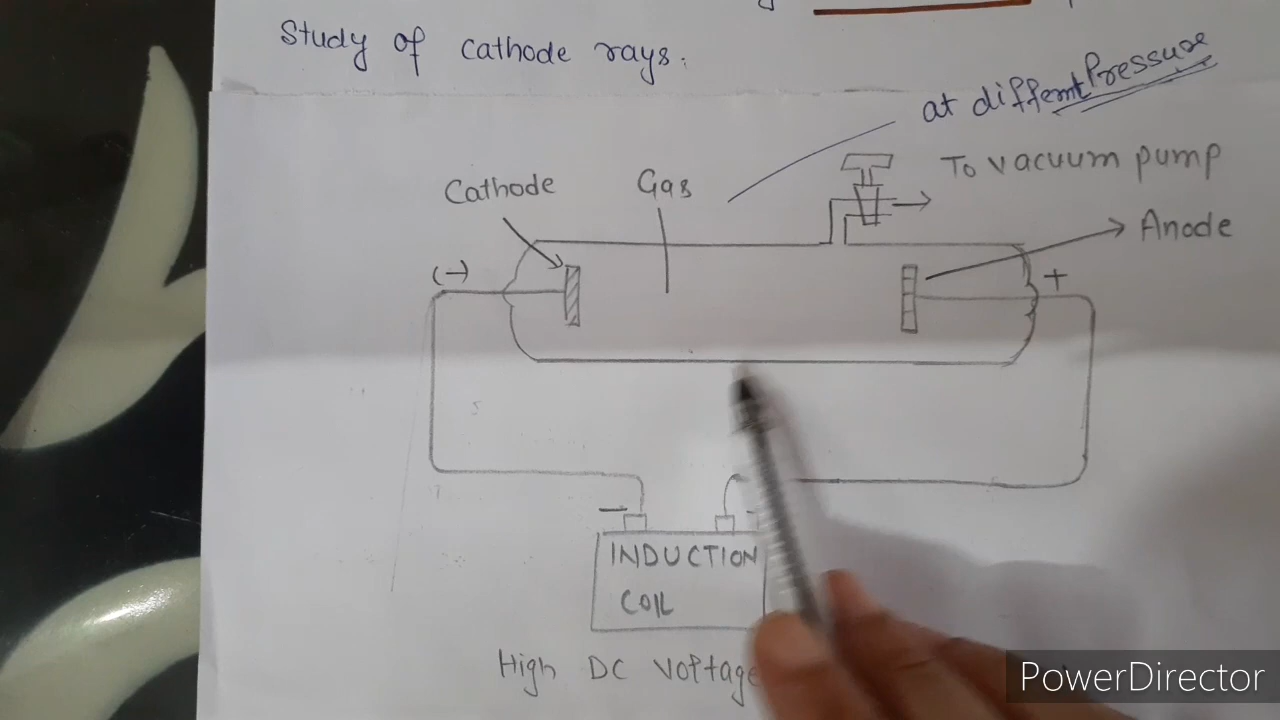 Study of cathode rays.
at different Pressure
To vacuum pump
Cathode
Gas
Anode
(-)
+
-
-
INDUCTION
COIL
High DC Voltage
PowerDirector